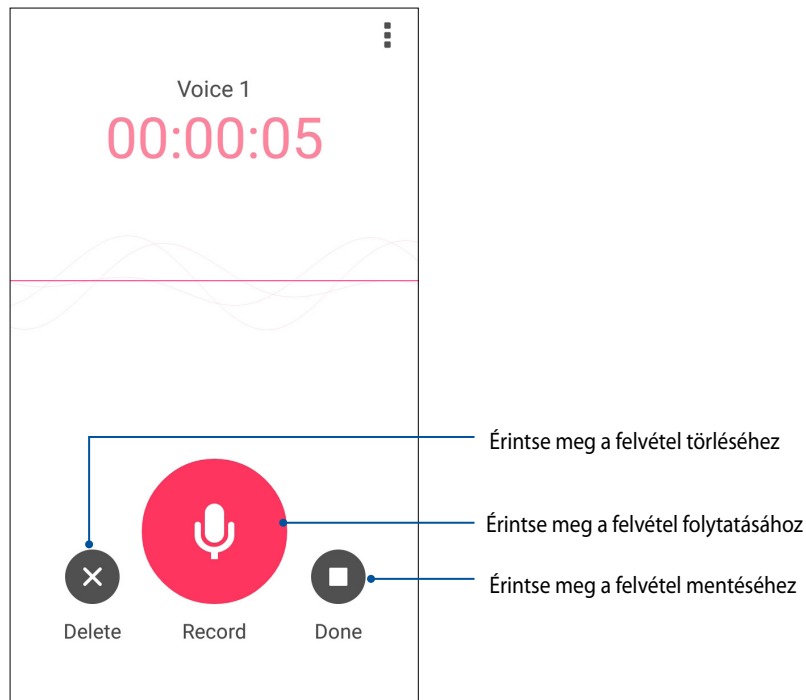 Voice 1
00:00:05
Érintse meg a felvétel törléséhez
Érintse meg a felvétel folytatásához
Érintse meg a felvétel mentéséhez
Delete Record Done